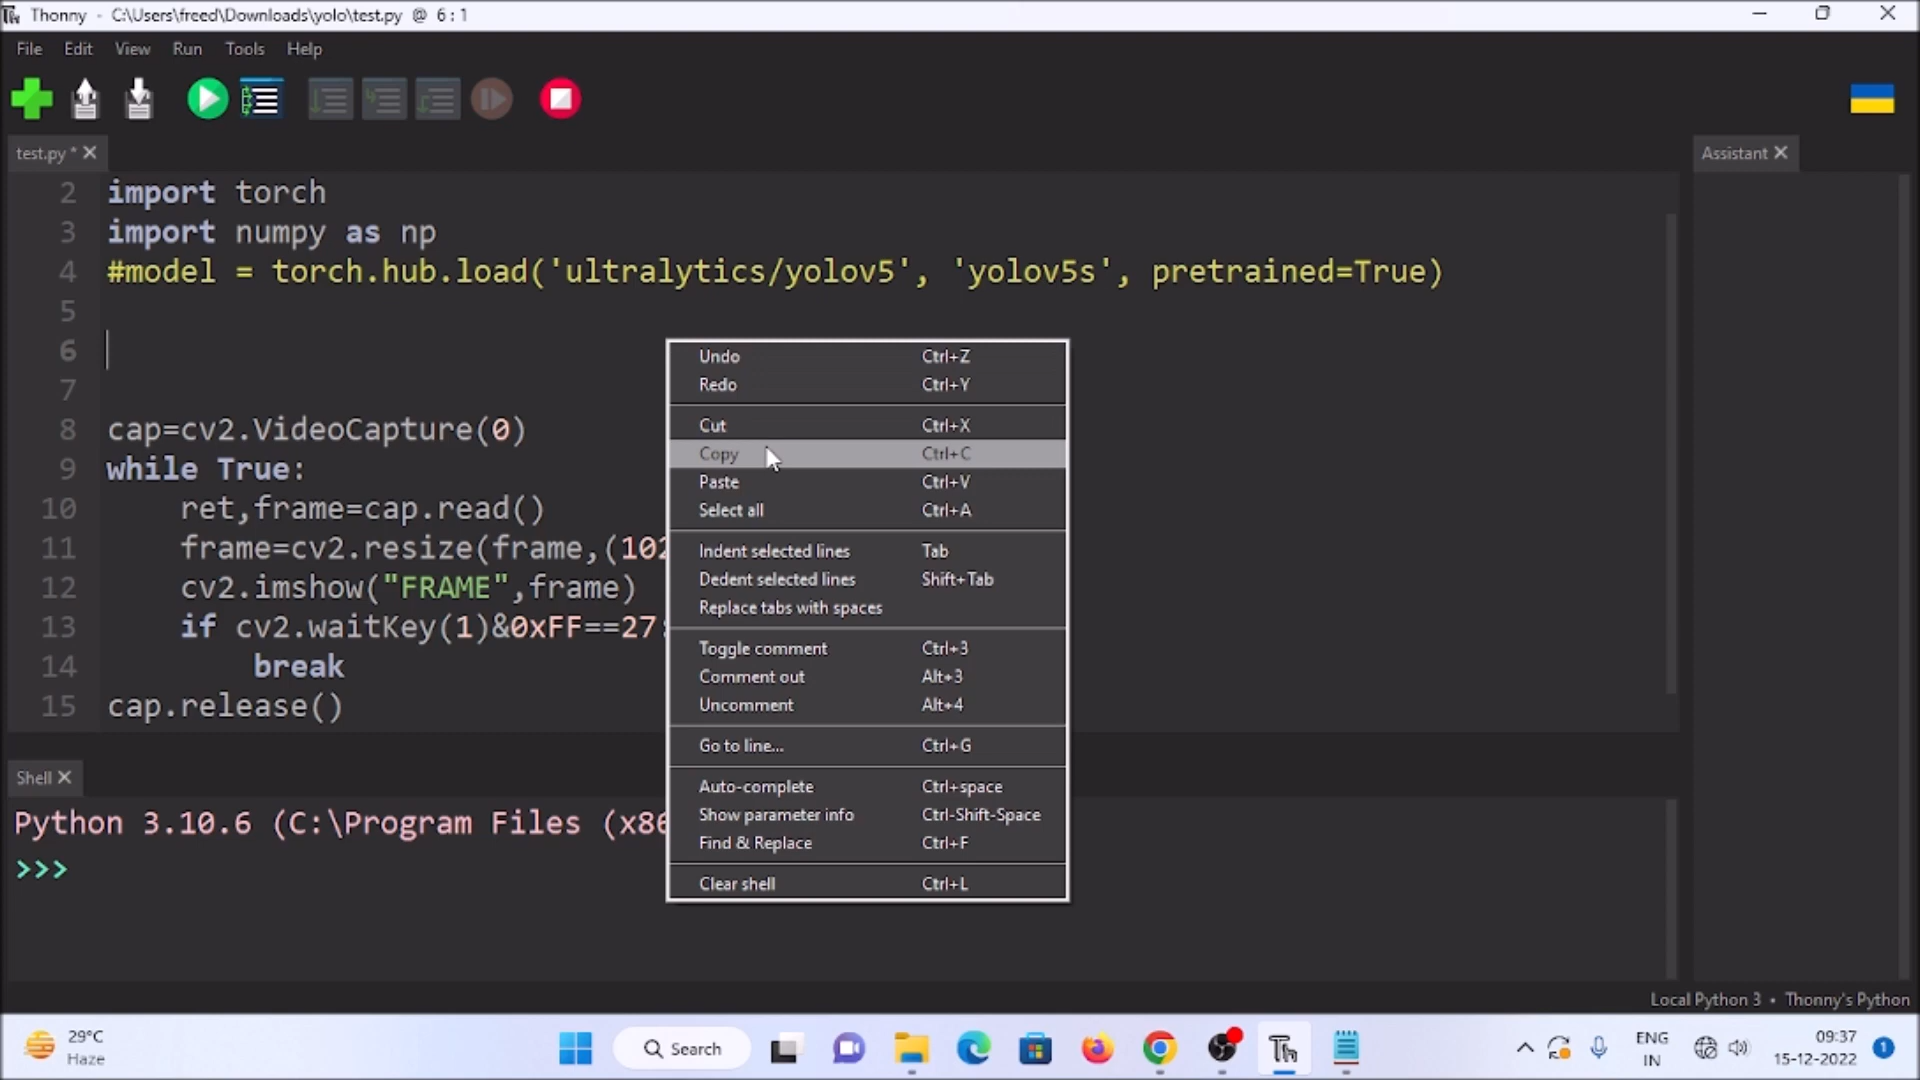 Thonny - C:\Users\freed\Downloads\yolo\test.py @ 6:1
File Edit View Run Tools Help
test.py * ✕
Assistant ✕
2 import torch
3 import numpy as np
4 #model = torch.hub.load('ultralytics/yolov5', 'yolov5s', pretrained=True)
5
6
7
8 cap=cv2.VideoCapture(0)
9 while True:
10 ret,frame=cap.read()
11 frame=cv2.resize(frame,(102
12 cv2.imshow("FRAME",frame)
13 if cv2.waitKey(1)&0xFF==27:
14 break
15 cap.release()
Undo Ctrl+Z
Redo Ctrl+Y
Cut Ctrl+X
Copy Ctrl+C
Paste Ctrl+V
Select all Ctrl+A
Indent selected lines Tab
Dedent selected lines Shift+Tab
Replace tabs with spaces
Toggle comment Ctrl+3
Comment out Alt+3
Uncomment Alt+4
Go to line... Ctrl+G
Auto-complete Ctrl+space
Show parameter info Ctrl-Shift-Space
Find & Replace Ctrl+F
Clear shell Ctrl+L
Shell ✕
Python 3.10.6 (C:\Program Files (x86
>>>
Local Python 3 • Thonny's Python
29°C
Haze
Search
ENG
IN
09:37
15-12-2022
1